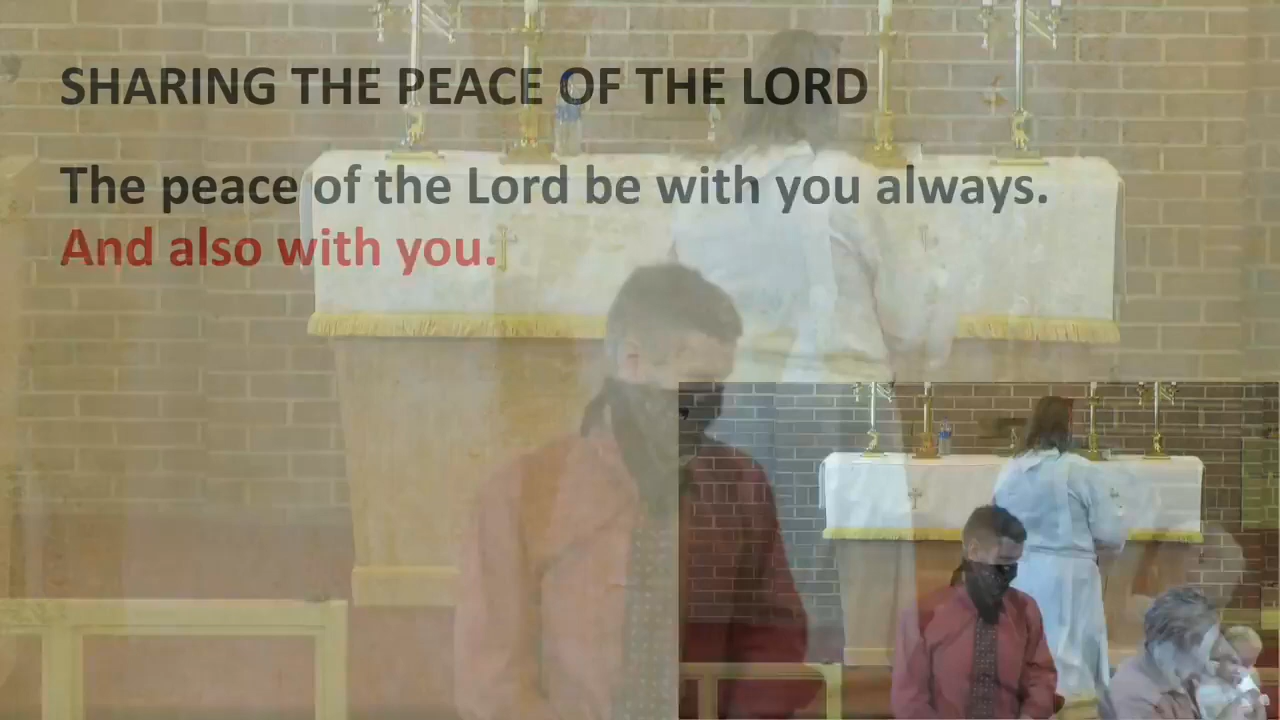 SHARING THE PEACE OF THE LORD
The peace of the Lord be with you always.
And also with you.